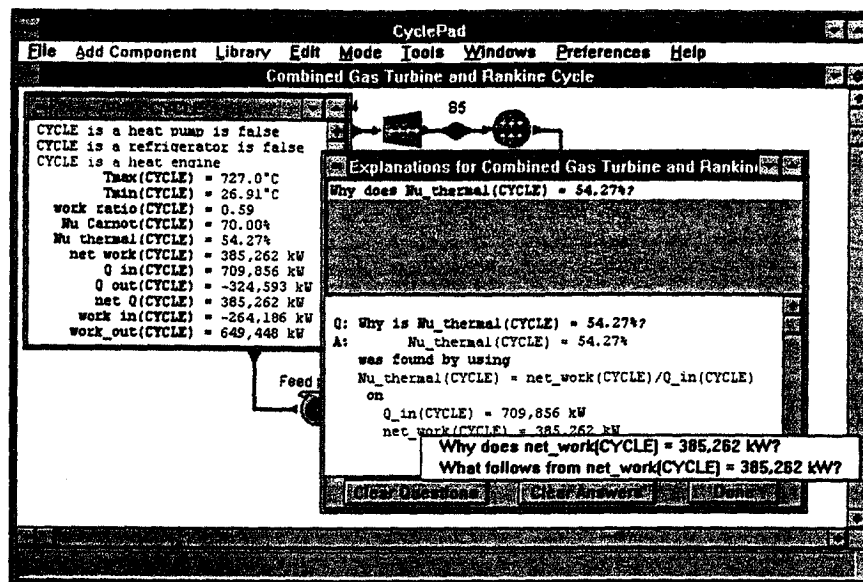 CyclePad
File Add Component Library Edit Mode Tools Windows Preferences Help
Combined Gas Turbine and Rankine Cycle
85
CYCLE is a heat pump is false
CYCLE is a refrigerator is false
CYCLE is a heat engine
Tmax(CYCLE) = 727.0°C
Tmin(CYCLE) = 26.91°C
work ratio(CYCLE) = 0.59
Nu Carnot(CYCLE) = 70.00%
Nu thermal(CYCLE) = 54.27%
net work(CYCLE) = 385,262 kW
Q in(CYCLE) = 709,856 kW
Q out(CYCLE) = -324,593 kW
net Q(CYCLE) = 385,262 kW
work in(CYCLE) = -264,186 kW
work_out(CYCLE) = 649,448 kW
Feed
Explanations for Combined Gas Turbine and Rankin
Why does Nu_thermal(CYCLE) = 54.27%?
Q: Why is Nu_thermal(CYCLE) = 54.27%?
A: Nu_thermal(CYCLE) = 54.27%
was found by using
Nu_thermal(CYCLE) = net_work(CYCLE)/Q_in(CYCLE)
on
Q_in(CYCLE) = 709,856 kW
net_work(CYCLE) = 385,262 kW
Why does net_work(CYCLE) = 385,262 kW?
What follows from net_work(CYCLE) = 385,262 kW?
Clear Questions Clear Answers Done